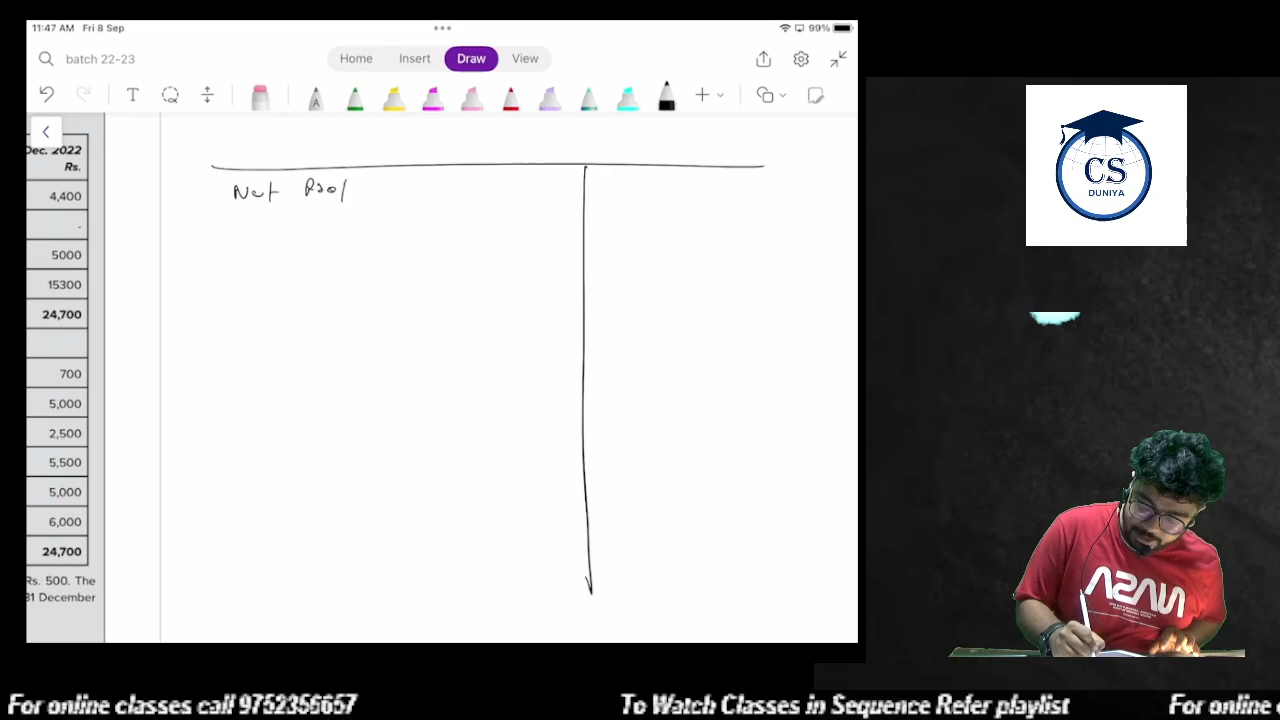 11:47 AM Fri 8 Sep
99%
batch 22-23
Home Insert Draw View
Dec. 2022
Rs.
4,400
-
5000
15300
24,700
700
5,000
2,500
5,500
5,000
6,000
24,700
Rs. 500. The
31 December
Net Prof
CS
DUNIYA
NASA
For online classes call 9752356657 To Watch Classes in Sequence Refer playlist For online